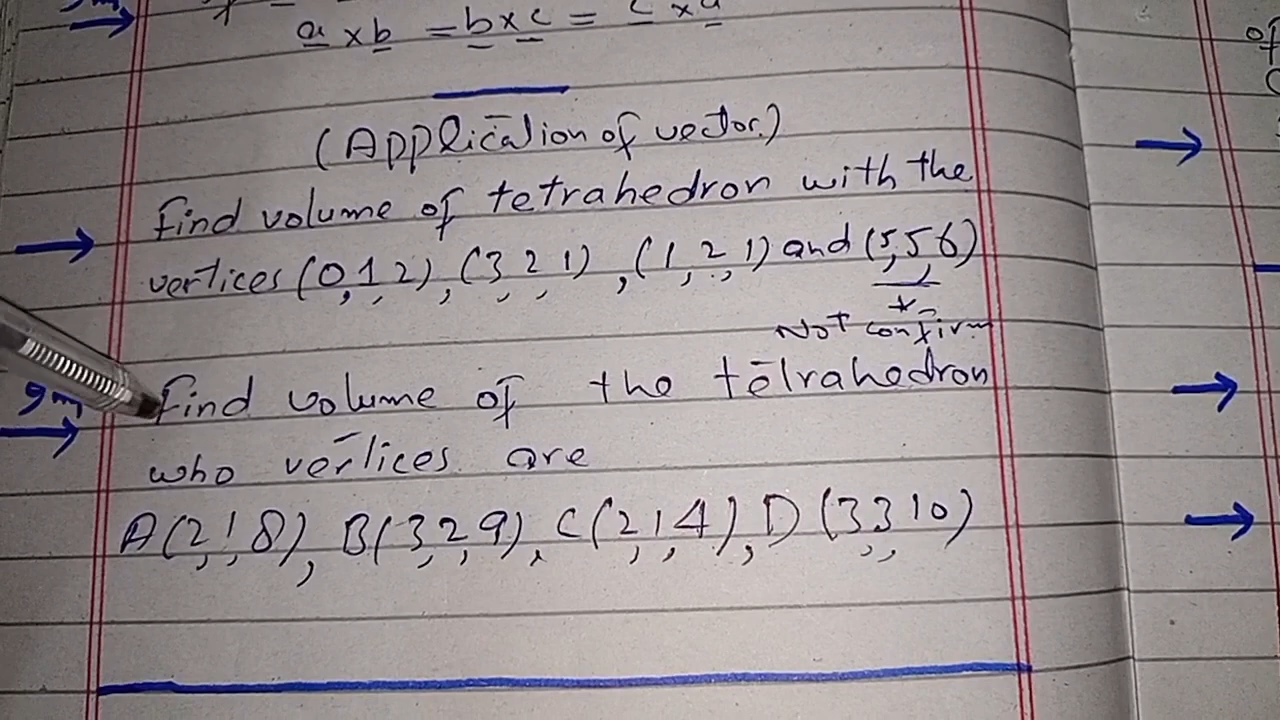 a × b = b × c = c × a
(Application of vector)
Find volume of tetrahedron with the
vertices (0,1,2), (3,2,1), (1,2,1) and (5,5,6)
Not confirm
9m Find volume of the tetrahedron
who vertices are
A(2,1,8), B(3,2,9), C(2,1,4), D(3,3,10)
of